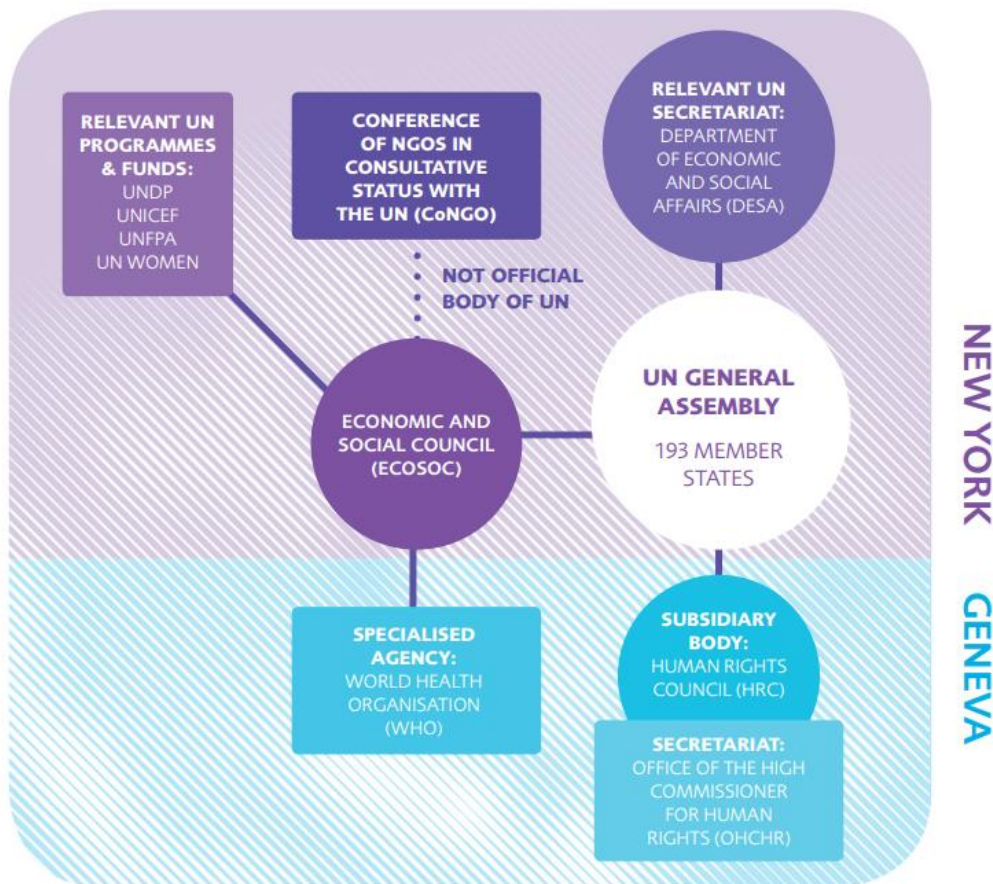 RELEVANT UN
PROGRAMMES
& FUNDS:
UNDP
UNICEF
UNFPA
UN WOMEN
CONFERENCE
OF NGOS IN
CONSULTATIVE
STATUS WITH
THE UN (CoNGO)
RELEVANT UN
SECRETARIAT:
DEPARTMENT
OF ECONOMIC
AND SOCIAL
AFFAIRS (DESA)
NOT OFFICIAL
BODY OF UN
ECONOMIC AND
SOCIAL COUNCIL
(ECOSOC)
UN GENERAL
ASSEMBLY
193 MEMBER
STATES
NEW YORK
SPECIALISED
AGENCY:
WORLD HEALTH
ORGANISATION
(WHO)
SUBSIDIARY
BODY:
HUMAN RIGHTS
COUNCIL (HRC)
SECRETARIAT:
OFFICE OF THE HIGH
COMMISSIONER
FOR HUMAN
RIGHTS (OHCHR)
GENEVA